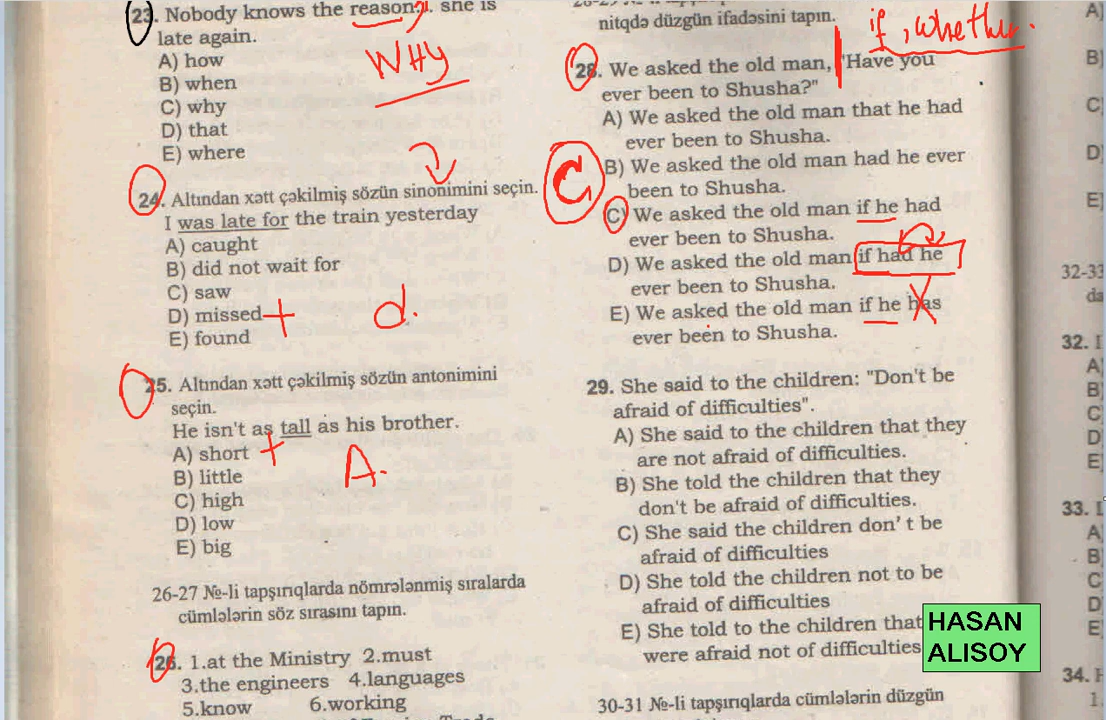 23. Nobody knows the reason... she is
late again.
WHY
A) how
B) when
C) why
D) that
E) where
24. Altından xətt çəkilmiş sözün sinonimini seçin.
I was late for the train yesterday
A) caught
B) did not wait for
C) saw
D) missed
E) found
d.
25. Altından xətt çəkilmiş sözün antonimini
seçin.
He isn't as tall as his brother.
A) short
B) little
C) high
D) low
E) big
A.
26-27 №-li tapşırıqlarda nömrələnmiş sıralarda
cümlələrin söz sırasını tapın.
26. 1.at the Ministry 2.must
3.the engineers 4.languages
5.know 6.working
nitqdə düzgün ifadəsini tapın.
if, whether.
28. We asked the old man, "Have you
ever been to Shusha?"
A) We asked the old man that he had
ever been to Shusha.
B) We asked the old man had he ever
been to Shusha.
C
C) We asked the old man if he had
ever been to Shusha.
D) We asked the old man if had he
ever been to Shusha.
E) We asked the old man if he has
ever been to Shusha.
29. She said to the children: "Don't be
afraid of difficulties".
A) She said to the children that they
are not afraid of difficulties.
B) She told the children that they
don't be afraid of difficulties.
C) She said the children don' t be
afraid of difficulties
D) She told the children not to be
afraid of difficulties
E) She told to the children that
were afraid not of difficulties
HASAN
ALISOY
30-31 №-li tapşırıqlarda cümlələrin düzgün
A)
B)
C)
D)
E)
32-33
da
32. I
A)
B)
C)
D)
E)
33. I
A)
B)
C)
D)
E)
34. H
1.